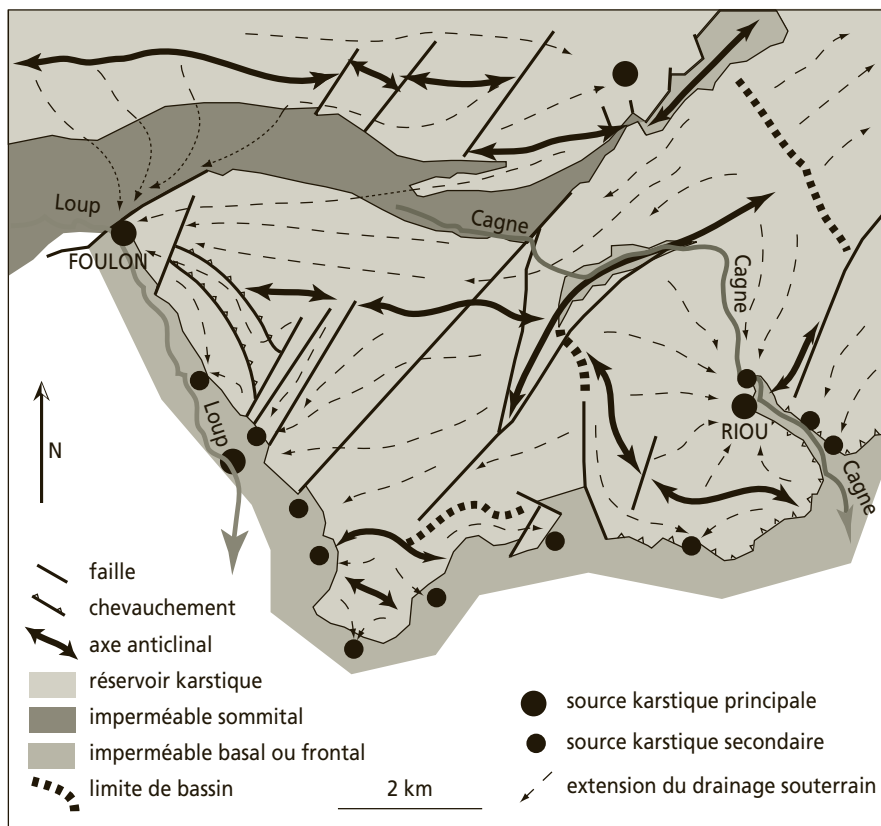 Loup
FOULON
Cagne
Cagne
Loup
RIOU
Cagne
N
faille
chevauchement
axe anticlinal
réservoir karstique
imperméable sommital
imperméable basal ou frontal
limite de bassin
2 km
source karstique principale
source karstique secondaire
extension du drainage souterrain